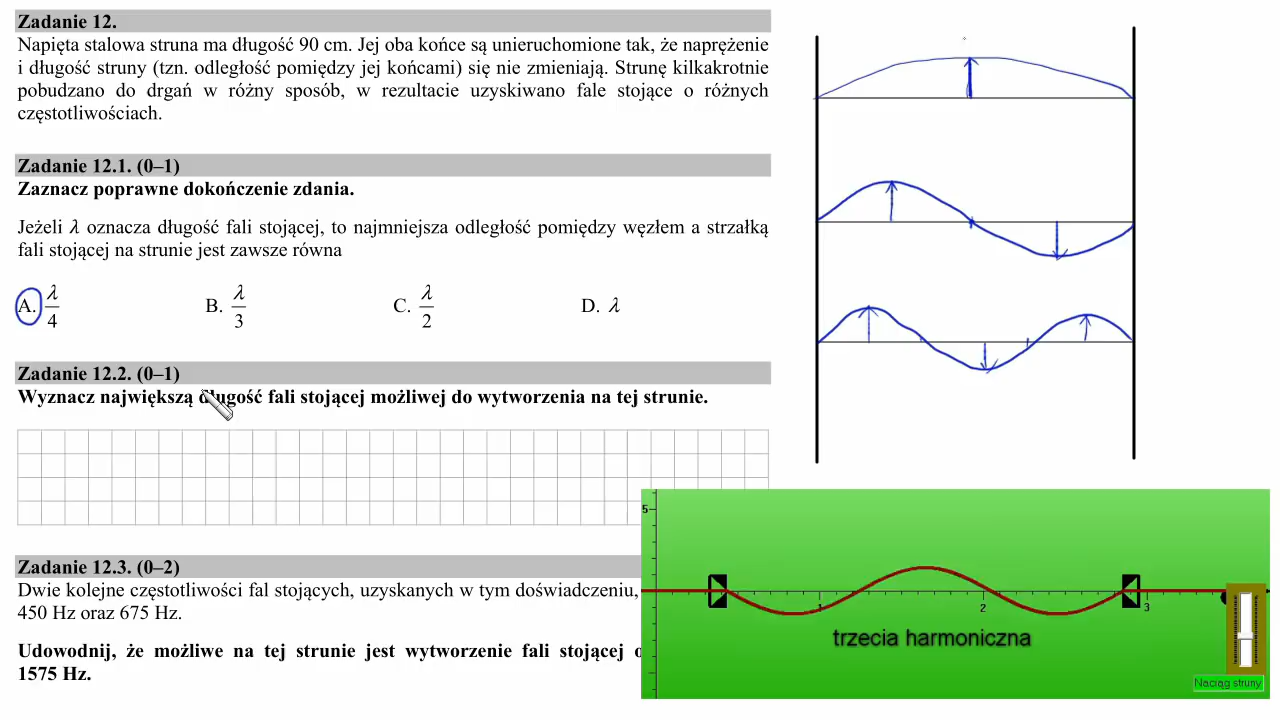 Zadanie 12.
Napięta stalowa struna ma długość 90 cm. Jej oba końce są unieruchomione tak, że naprężenie
i długość struny (tzn. odległość pomiędzy jej końcami) się nie zmieniają. Strunę kilkakrotnie
pobudzano do drgań w różny sposób, w rezultacie uzyskiwano fale stojące o różnych
częstotliwościach.
Zadanie 12.1. (0–1)
Zaznacz poprawne dokończenie zdania.
Jeżeli λ oznacza długość fali stojącej, to najmniejsza odległość pomiędzy węzłem a strzałką
fali stojącej na strunie jest zawsze równa
A. λ/4 B. λ/3 C. λ/2 D. λ
Zadanie 12.2. (0–1)
Wyznacz największą długość fali stojącej możliwej do wytworzenia na tej strunie.
Zadanie 12.3. (0–2)
Dwie kolejne częstotliwości fal stojących, uzyskanych w tym doświadczeniu,
450 Hz oraz 675 Hz.
Udowodnij, że możliwe na tej strunie jest wytworzenie fali stojącej o
1575 Hz.
5
1 2 3
trzecia harmoniczna
Naciąg struny